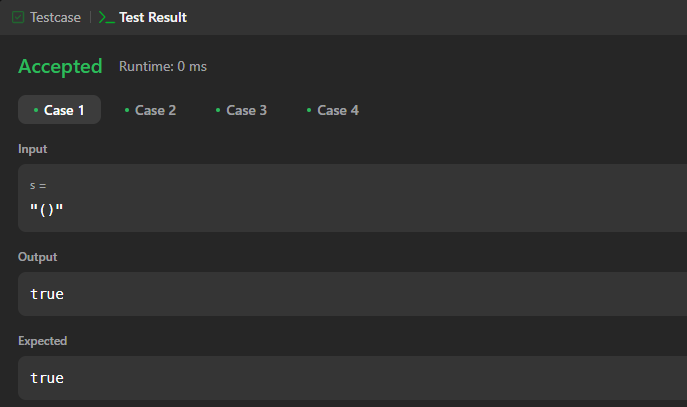 Testcase | Test Result
Accepted Runtime: 0 ms
Case 1 Case 2 Case 3 Case 4
Input
s =
"()"
Output
true
Expected
true